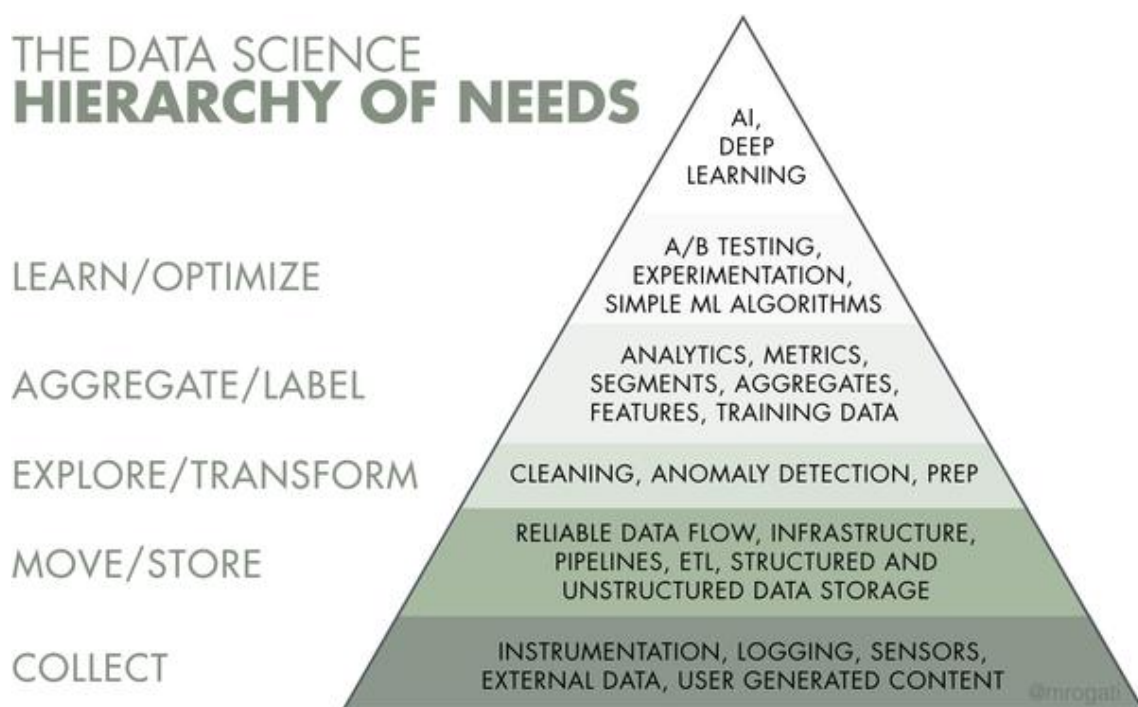 THE DATA SCIENCE
HIERARCHY OF NEEDS
AI,
DEEP
LEARNING
LEARN/OPTIMIZE
A/B TESTING,
EXPERIMENTATION,
SIMPLE ML ALGORITHMS
AGGREGATE/LABEL
ANALYTICS, METRICS,
SEGMENTS, AGGREGATES,
FEATURES, TRAINING DATA
EXPLORE/TRANSFORM
CLEANING, ANOMALY DETECTION, PREP
MOVE/STORE
RELIABLE DATA FLOW, INFRASTRUCTURE,
PIPELINES, ETL, STRUCTURED AND
UNSTRUCTURED DATA STORAGE
COLLECT
INSTRUMENTATION, LOGGING, SENSORS,
EXTERNAL DATA, USER GENERATED CONTENT
@mrogati